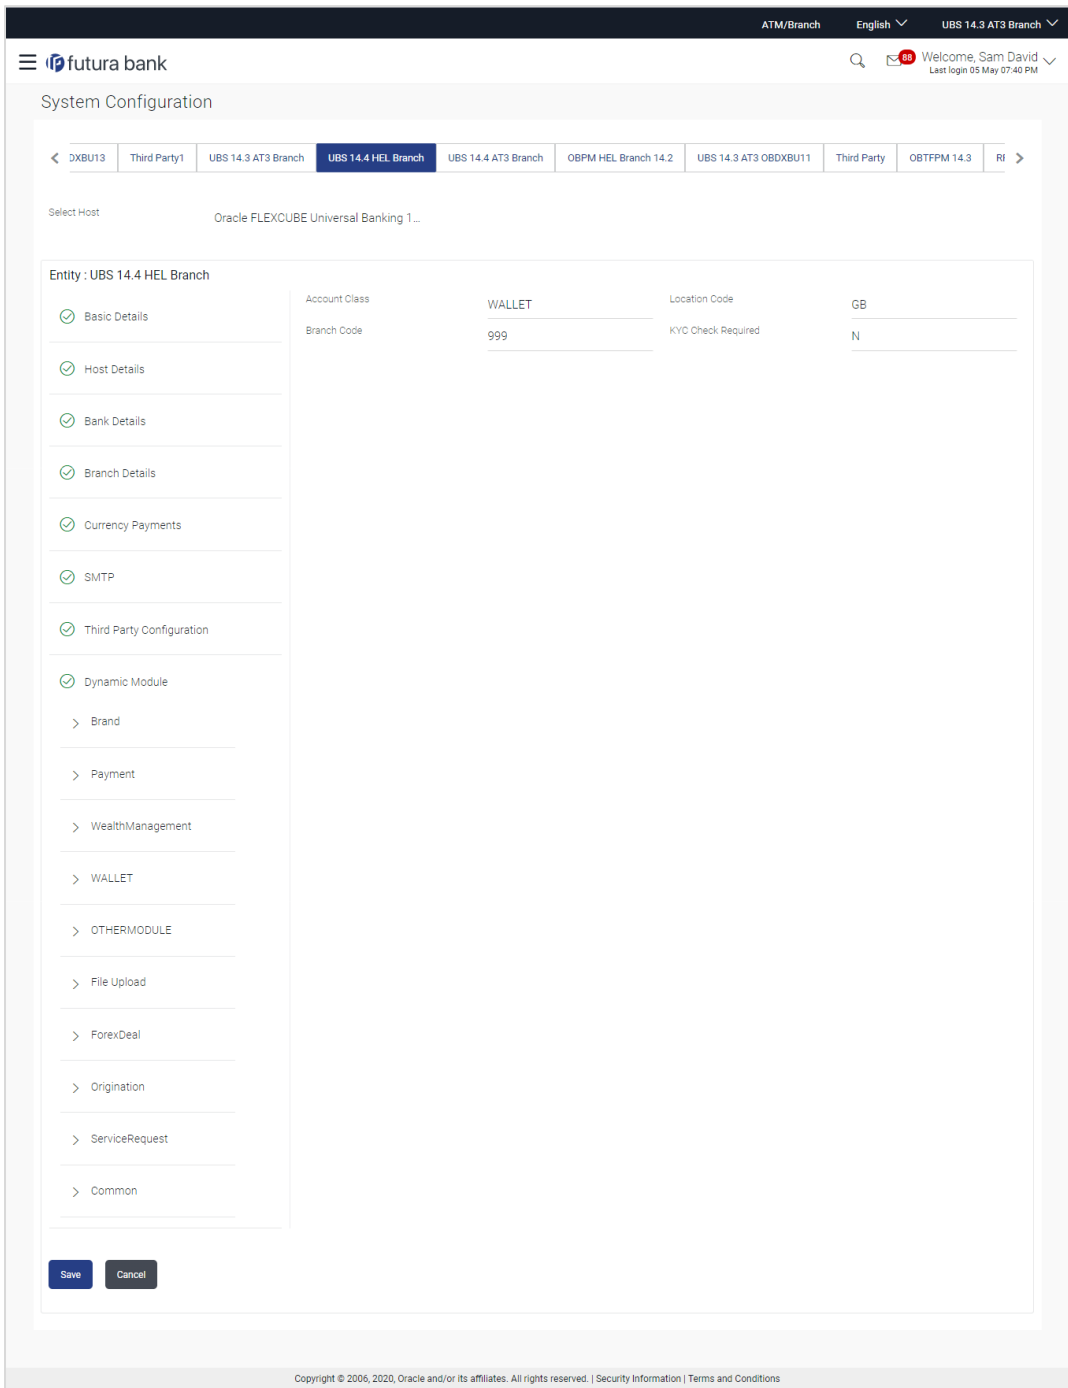 ATM/Branch English UBS 14.3 AT3 Branch
futura bank 88 Welcome, Sam David
Last login 05 May 07:40 PM
System Configuration
DXBU13 Third Party1 UBS 14.3 AT3 Branch UBS 14.4 HEL Branch UBS 14.4 AT3 Branch OBPM HEL Branch 14.2 UBS 14.3 AT3 OBDXBU11 Third Party OBTFPM 14.3
Select Host Oracle FLEXCUBE Universal Banking 1...
Entity : UBS 14.4 HEL Branch
Account Class WALLET Location Code GB
Branch Code 999 KYC Check Required N
Basic Details
Host Details
Bank Details
Branch Details
Currency Payments
SMTP
Third Party Configuration
Dynamic Module
Brand
Payment
WealthManagement
WALLET
OTHERMODULE
File Upload
ForexDeal
Origination
ServiceRequest
Common
Save Cancel
Copyright © 2006, 2020, Oracle and/or its affiliates. All rights reserved. | Security Information | Terms and Conditions